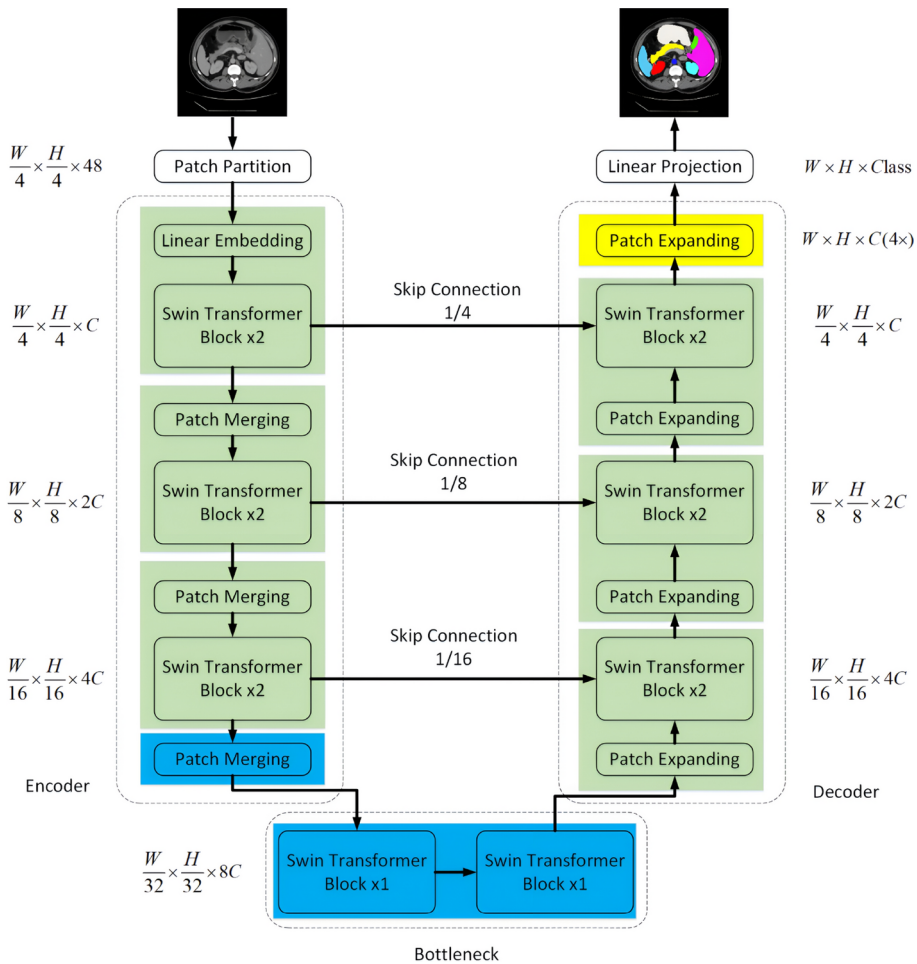 W/4 × H/4 × 48
Patch Partition
Linear Projection
W × H × Class
Linear Embedding
Patch Expanding
W × H × C(4×)
W/4 × H/4 × C
Swin Transformer
Block x2
Skip Connection
1/4
Swin Transformer
Block x2
W/4 × H/4 × C
Patch Merging
Patch Expanding
W/8 × H/8 × 2C
Swin Transformer
Block x2
Skip Connection
1/8
Swin Transformer
Block x2
W/8 × H/8 × 2C
Patch Merging
Patch Expanding
W/16 × H/16 × 4C
Swin Transformer
Block x2
Skip Connection
1/16
Swin Transformer
Block x2
W/16 × H/16 × 4C
Patch Merging
Patch Expanding
Encoder
Decoder
W/32 × H/32 × 8C
Swin Transformer
Block x1
Swin Transformer
Block x1
Bottleneck